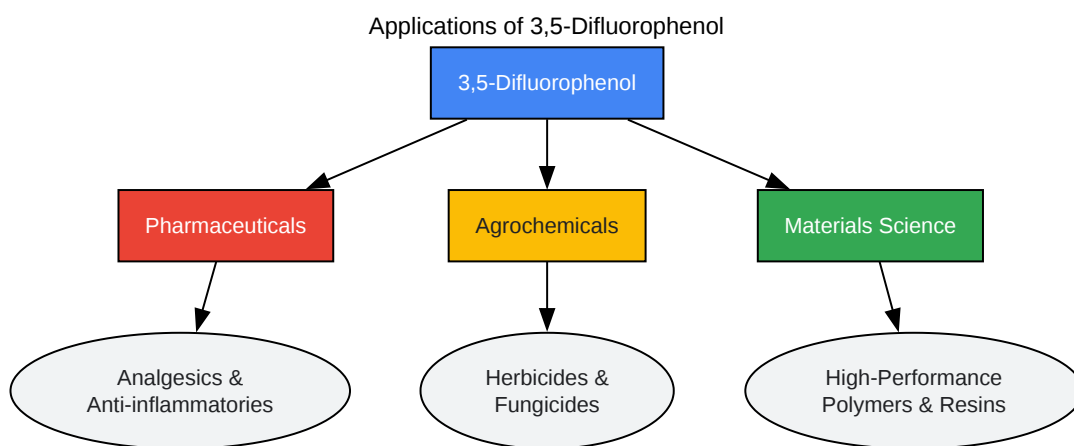 Applications of 3,5-Difluorophenol
3,5-Difluorophenol
Pharmaceuticals
Agrochemicals
Materials Science
Analgesics &
Anti-inflammatories
Herbicides &
Fungicides
High-Performance
Polymers & Resins